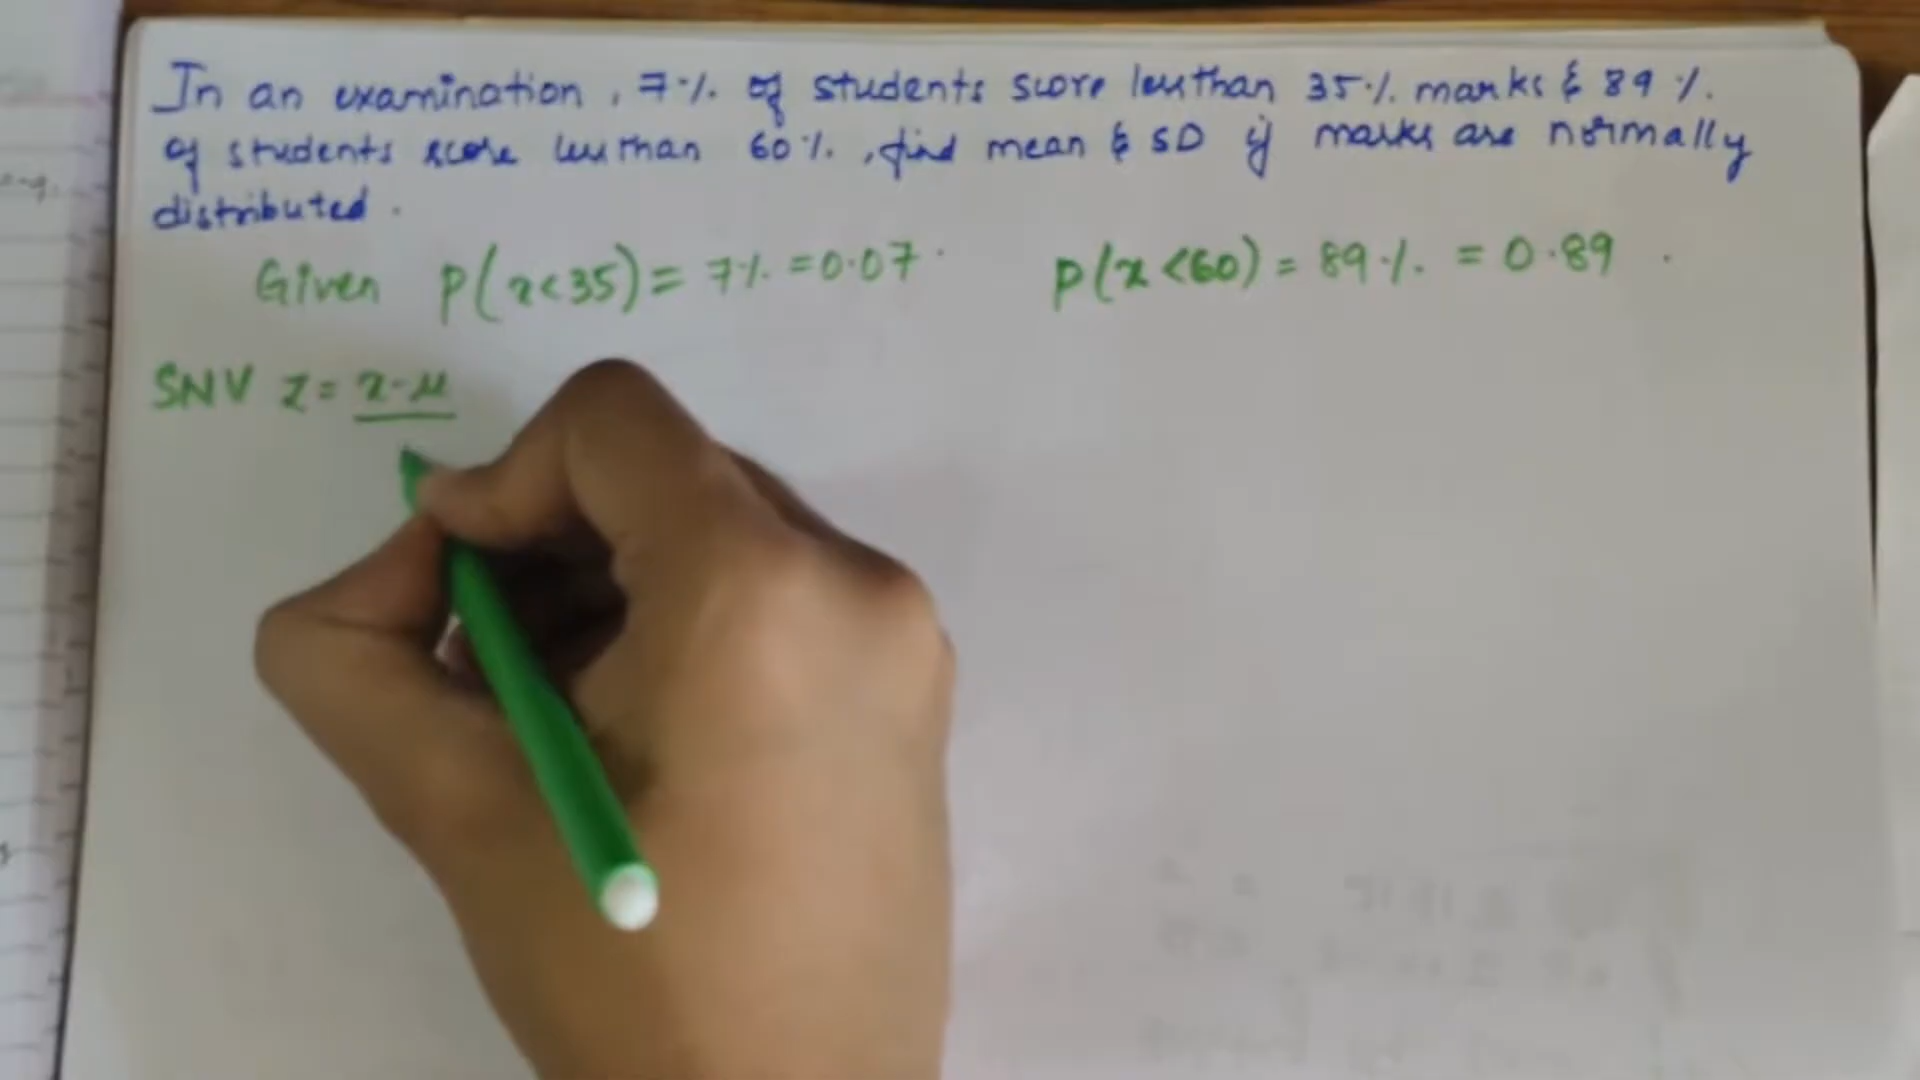 In an examination, 7% of students score less than 35% marks & 89%
of students score less than 60%, find mean & SD if marks are normally
distributed.
Given P(x<35) = 7% = 0.07. P(x<60) = 89% = 0.89.
SNV z = x-μ